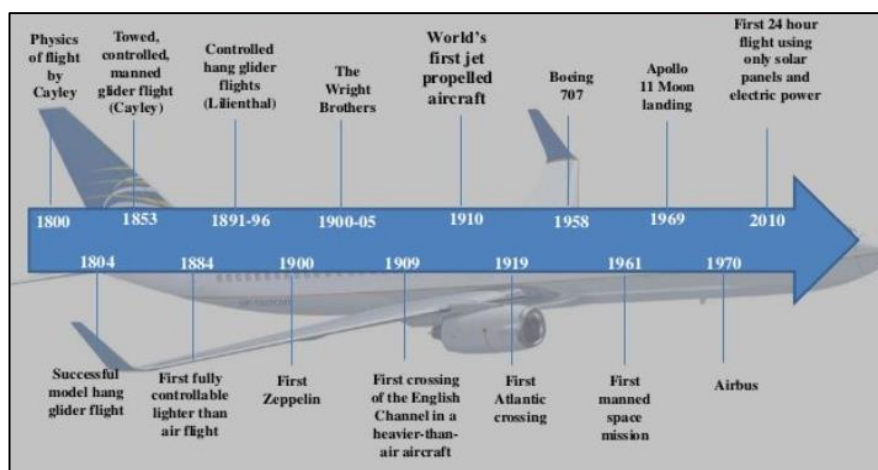 Physics
of flight
by
Cayley
Towed,
controlled,
manned
glider flight
(Cayley)
Controlled
hang glider
flights
(Lilienthal)
The
Wright
Brothers
World's
first jet
propelled
aircraft
Boeing
707
Apollo
11 Moon
landing
First 24 hour
flight using
only solar
panels and
electric power
1800
1853
1891-96
1900-05
1910
1958
1969
2010
1804
1884
1900
1909
1919
1961
1970
Successful
model hang
glider flight
First fully
controllable
lighter than
air flight
First
Zeppelin
First crossing
of the English
Channel in a
heavier-than-
air aircraft
First
Atlantic
crossing
First
manned
space
mission
Airbus